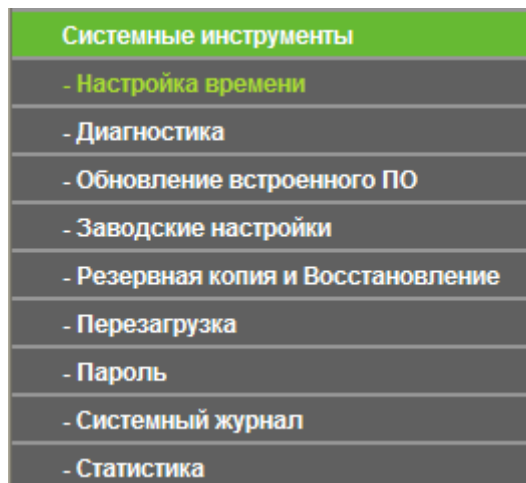 Системные инструменты
- Настройка времени
- Диагностика
- Обновление встроенного ПО
- Заводские настройки
- Резервная копия и Восстановление
- Перезагрузка
- Пароль
- Системный журнал
- Статистика